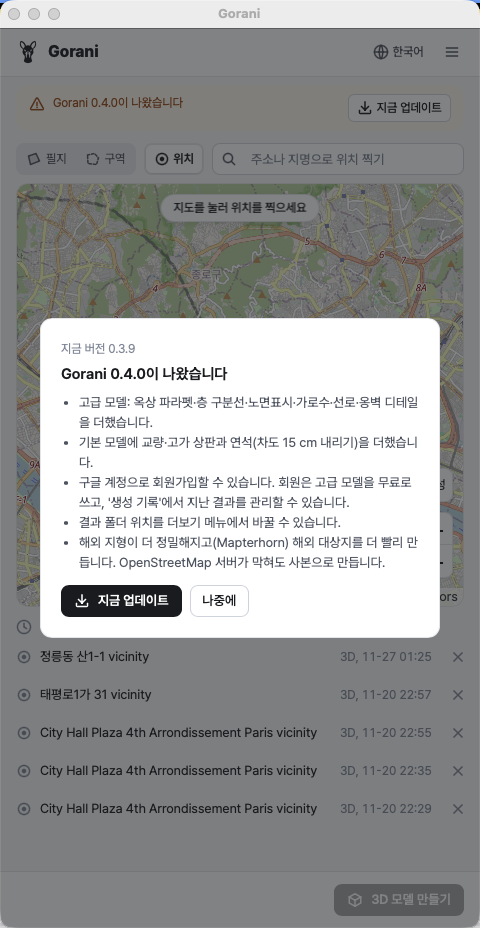 Gorani
Gorani
한국어
Gorani 0.4.0이 나왔습니다
지금 업데이트
필지
구역
위치
주소나 지명으로 위치 찍기
지도를 눌러 위치를 찍으세요
종로구
6
4
5
8A
4
4
5
지금 버전 0.3.9
Gorani 0.4.0이 나왔습니다
• 고급 모델: 옥상 파라펫·층 구분선·노면표시·가로수·선로·옹벽 디테일
을 더했습니다.
• 기본 모델에 교량·고가 상판과 연석(차도 15 cm 내리기)을 더했습니
다.
• 구글 계정으로 회원가입할 수 있습니다. 회원은 고급 모델을 무료로
쓰고, '생성 기록'에서 지난 결과를 관리할 수 있습니다.
• 결과 폴더 위치를 더보기 메뉴에서 바꿀 수 있습니다.
• 해외 지형이 더 정밀해지고(Mapterhorn) 해외 대상지를 더 빨리 만
듭니다. OpenStreetMap 서버가 막혀도 사본으로 만듭니다.
지금 업데이트
나중에
성
ors
정릉동 산1-1 vicinity
3D, 11-27 01:25
태평로1가 31 vicinity
3D, 11-20 22:57
City Hall Plaza 4th Arrondissement Paris vicinity
3D, 11-20 22:55
City Hall Plaza 4th Arrondissement Paris vicinity
3D, 11-20 22:35
City Hall Plaza 4th Arrondissement Paris vicinity
3D, 11-20 22:29
3D 모델 만들기